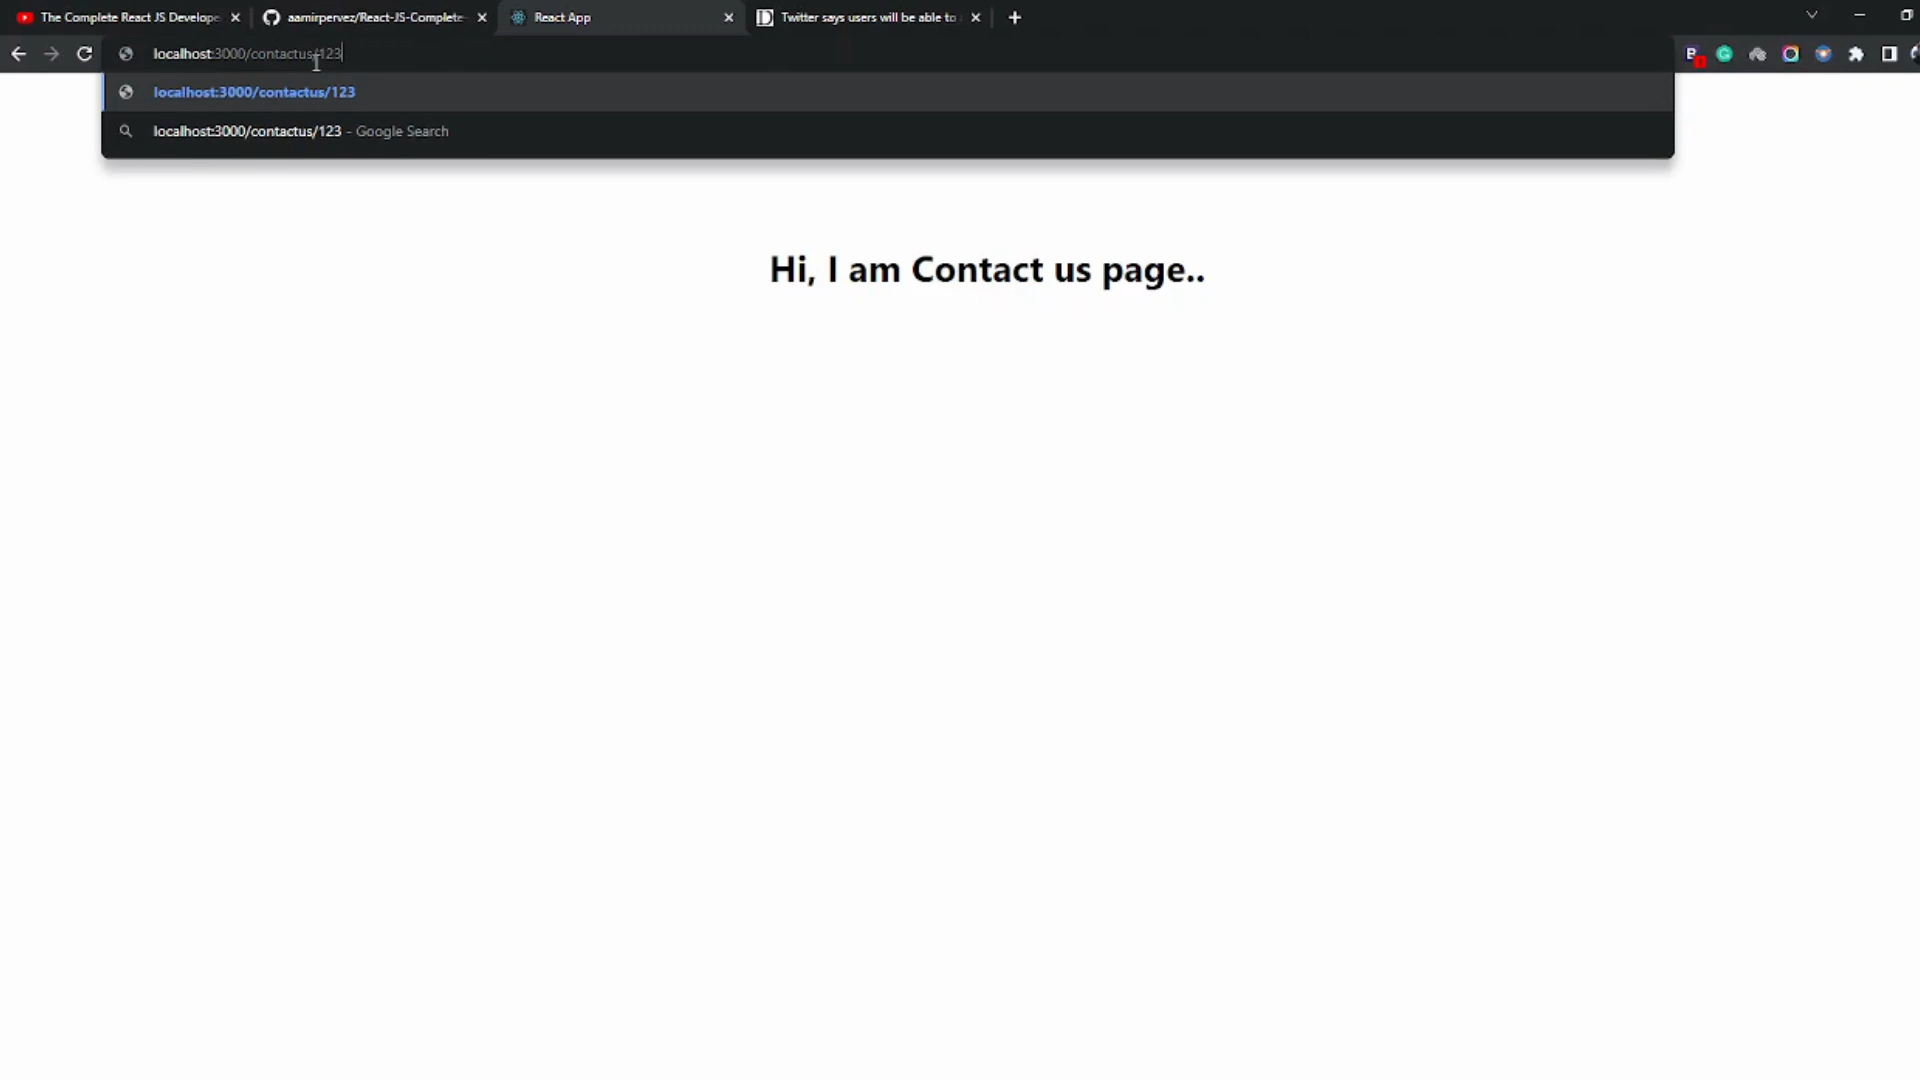 The Complete React JS Develope
aamirpervez/React-JS-Complete-
React App
Twitter says users will be able to
localhost:3000/contactus/123
localhost:3000/contactus/123
localhost:3000/contactus/123 - Google Search
Hi, I am Contact us page..